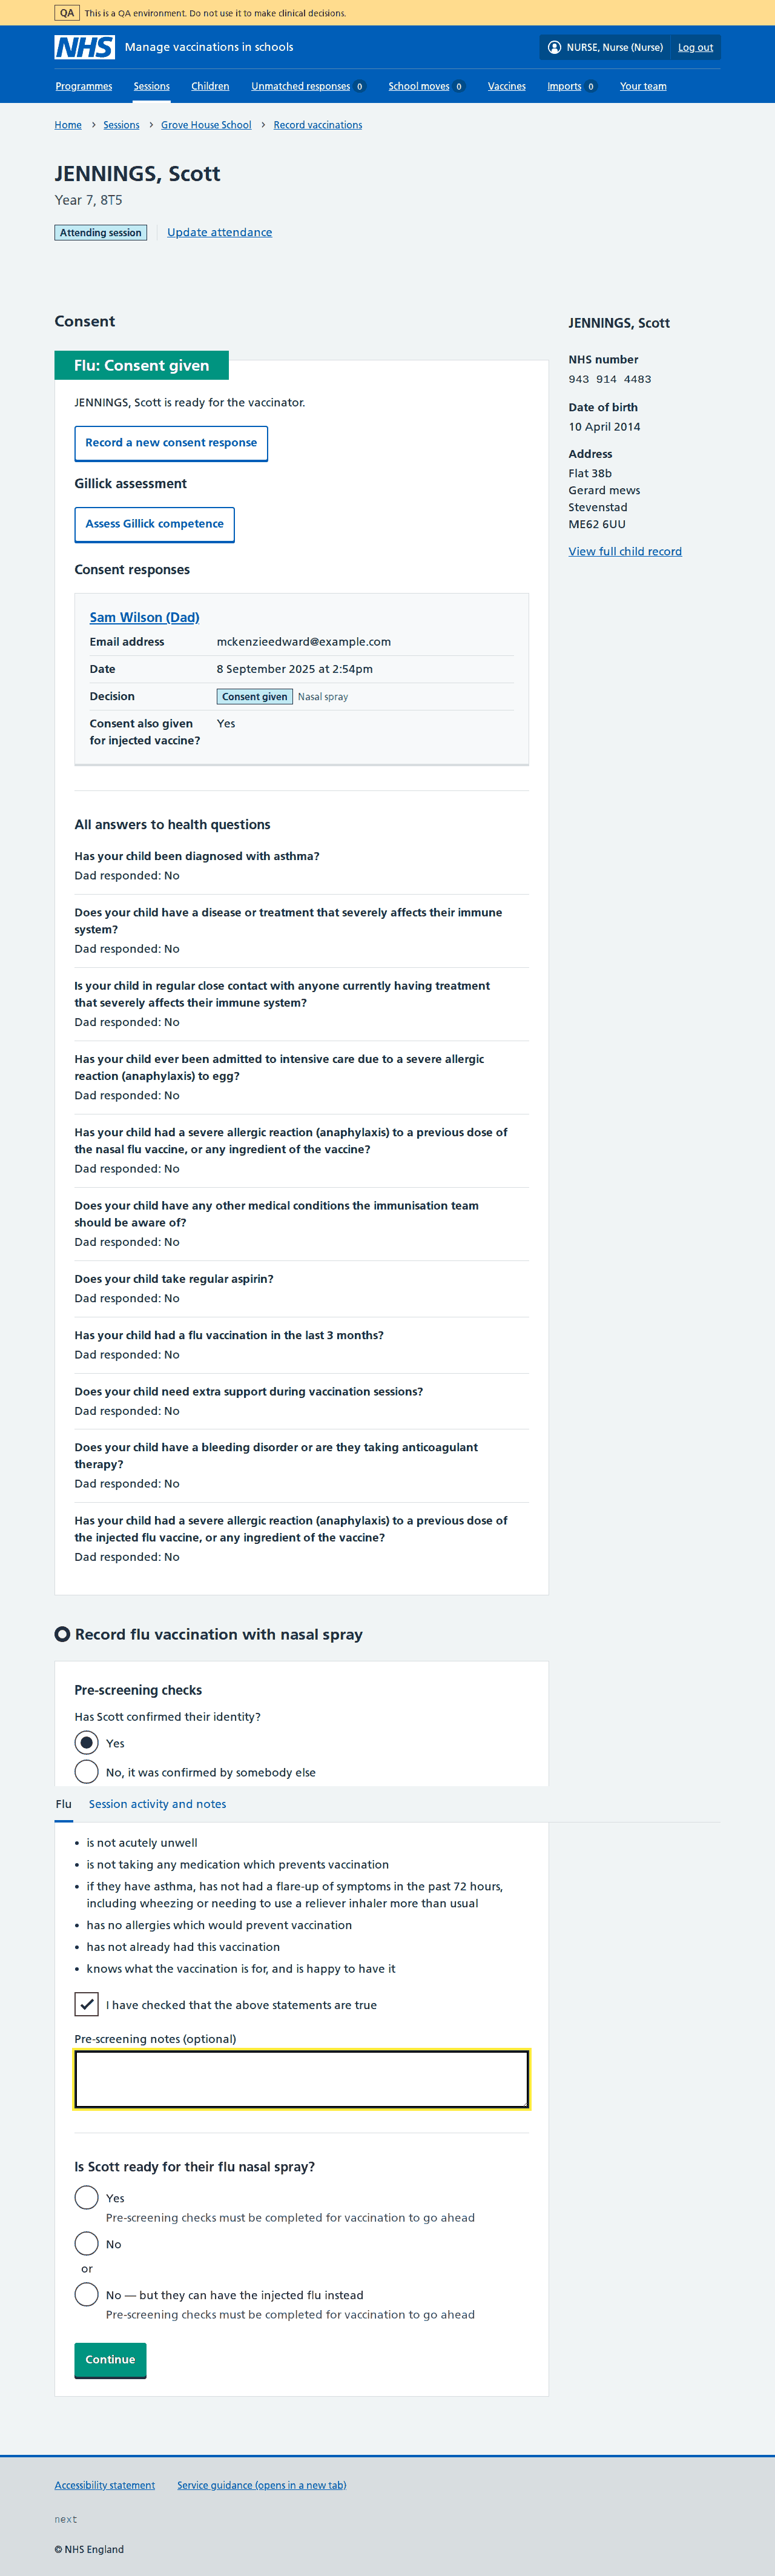 QA This is a QA environment. Do not use it to make clinical decisions.
NHS Manage vaccinations in schools NURSE, Nurse (Nurse) Log out
Programmes Sessions Children Unmatched responses 0 School moves 0 Vaccines Imports 0 Your team
Home Sessions Grove House School Record vaccinations
JENNINGS, Scott
Year 7, 8T5
Attending session Update attendance
Consent
Flu: Consent given
JENNINGS, Scott is ready for the vaccinator.
Record a new consent response
Gillick assessment
Assess Gillick competence
Consent responses
Sam Wilson (Dad)
Email address mckenzieedward@example.com
Date 8 September 2025 at 2:54pm
Decision Consent given Nasal spray
Consent also given Yes
for injected vaccine?
All answers to health questions
Has your child been diagnosed with asthma?
Dad responded: No
Does your child have a disease or treatment that severely affects their immune
system?
Dad responded: No
Is your child in regular close contact with anyone currently having treatment
that severely affects their immune system?
Dad responded: No
Has your child ever been admitted to intensive care due to a severe allergic
reaction (anaphylaxis) to egg?
Dad responded: No
Has your child had a severe allergic reaction (anaphylaxis) to a previous dose of
the nasal flu vaccine, or any ingredient of the vaccine?
Dad responded: No
Does your child have any other medical conditions the immunisation team
should be aware of?
Dad responded: No
Does your child take regular aspirin?
Dad responded: No
Has your child had a flu vaccination in the last 3 months?
Dad responded: No
Does your child need extra support during vaccination sessions?
Dad responded: No
Does your child have a bleeding disorder or are they taking anticoagulant
therapy?
Dad responded: No
Has your child had a severe allergic reaction (anaphylaxis) to a previous dose of
the injected flu vaccine, or any ingredient of the vaccine?
Dad responded: No
JENNINGS, Scott
NHS number
943 914 4483
Date of birth
10 April 2014
Address
Flat 38b
Gerard mews
Stevenstad
ME62 6UU
View full child record
Record flu vaccination with nasal spray
Pre-screening checks
Has Scott confirmed their identity?
Yes
No, it was confirmed by somebody else
Flu Session activity and notes
is not acutely unwell
is not taking any medication which prevents vaccination
if they have asthma, has not had a flare-up of symptoms in the past 72 hours,
including wheezing or needing to use a reliever inhaler more than usual
has no allergies which would prevent vaccination
has not already had this vaccination
knows what the vaccination is for, and is happy to have it
I have checked that the above statements are true
Pre-screening notes (optional)
Is Scott ready for their flu nasal spray?
Yes
Pre-screening checks must be completed for vaccination to go ahead
No
or
No — but they can have the injected flu instead
Pre-screening checks must be completed for vaccination to go ahead
Continue
Accessibility statement Service guidance (opens in a new tab)
next
© NHS England